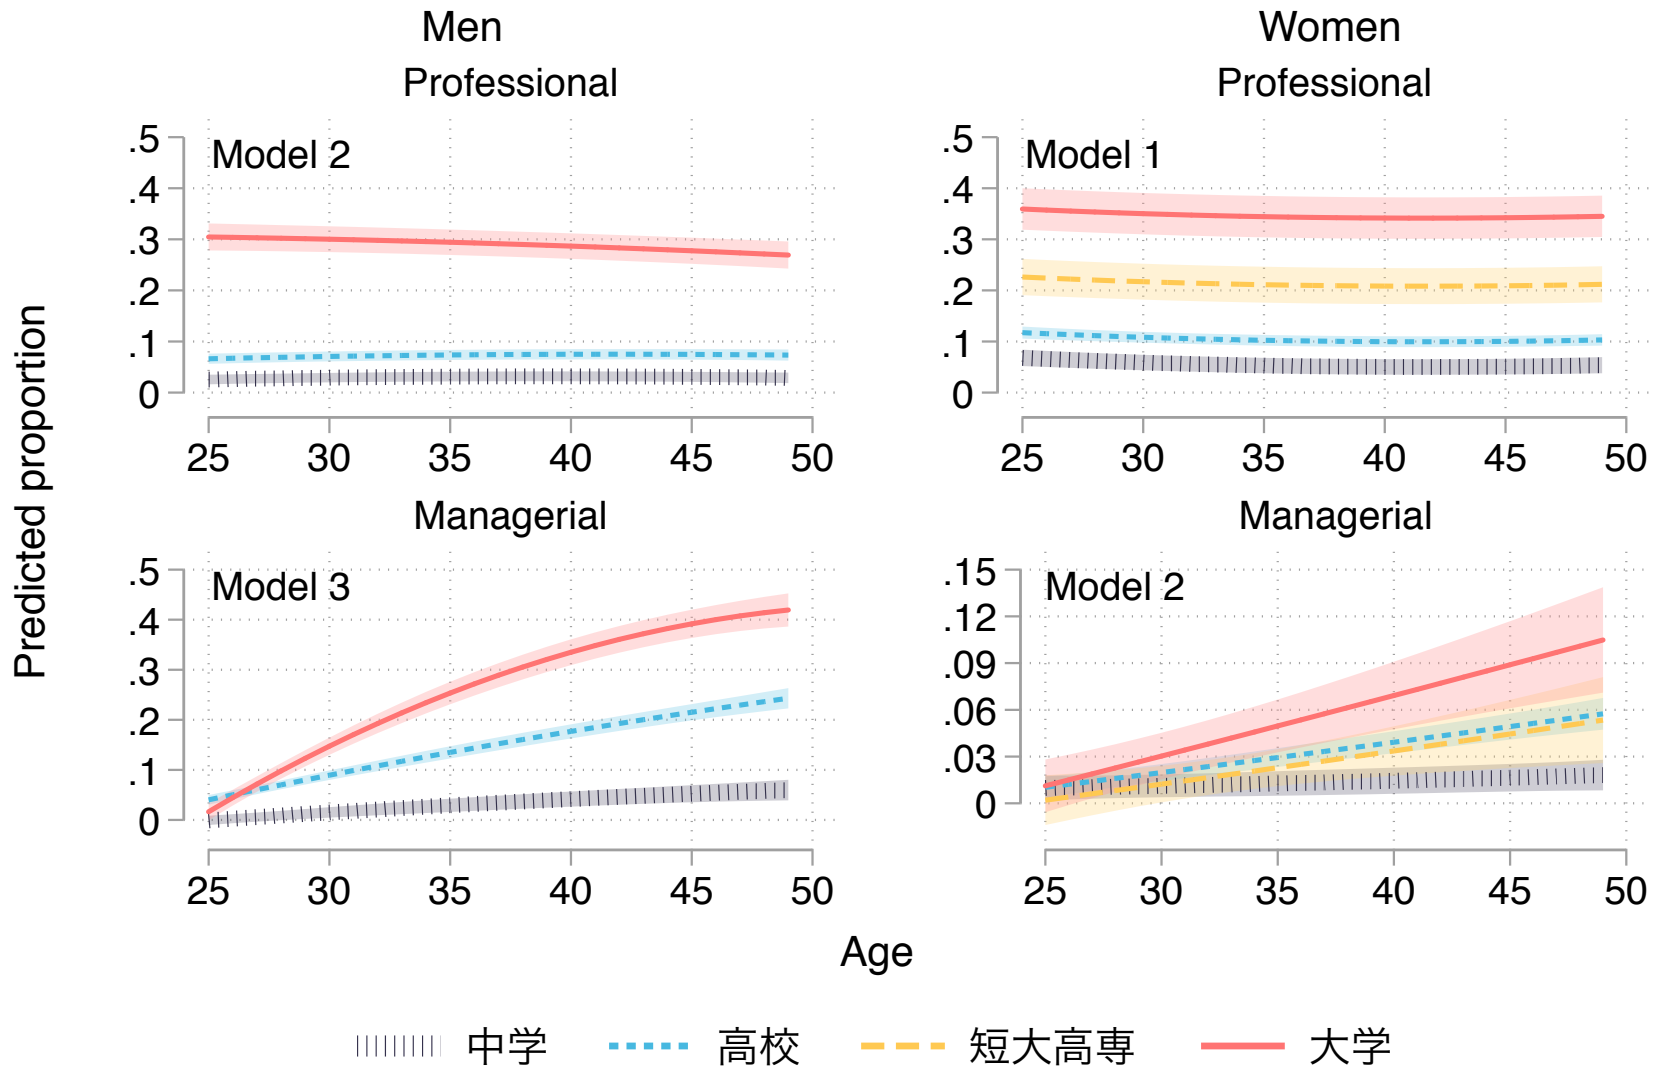 Men
Women
Professional
Professional
Predicted proportion
.5
.4
.3
.2
.1
0
Model 2
25 30 35 40 45 50
.5
.4
.3
.2
.1
0
Model 1
25 30 35 40 45 50
Managerial
Managerial
.5
.4
.3
.2
.1
0
Model 3
25 30 35 40 45 50
.15
.12
.09
.06
.03
0
Model 2
25 30 35 40 45 50
Age
中学 高校 短大高専 大学